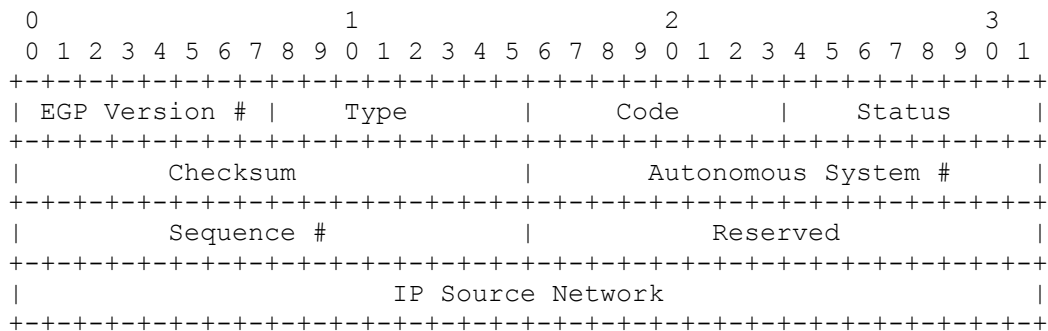 0                   1                   2                   3
 0 1 2 3 4 5 6 7 8 9 0 1 2 3 4 5 6 7 8 9 0 1 2 3 4 5 6 7 8 9 0 1
+-+-+-+-+-+-+-+-+-+-+-+-+-+-+-+-+-+-+-+-+-+-+-+-+-+-+-+-+-+-+-+-+
| EGP Version # |    Type       |     Code      |    Status     |
+-+-+-+-+-+-+-+-+-+-+-+-+-+-+-+-+-+-+-+-+-+-+-+-+-+-+-+-+-+-+-+-+
|         Checksum              |       Autonomous System #     |
+-+-+-+-+-+-+-+-+-+-+-+-+-+-+-+-+-+-+-+-+-+-+-+-+-+-+-+-+-+-+-+-+
|         Sequence #            |           Reserved            |
+-+-+-+-+-+-+-+-+-+-+-+-+-+-+-+-+-+-+-+-+-+-+-+-+-+-+-+-+-+-+-+-+
|                       IP Source Network                       |
+-+-+-+-+-+-+-+-+-+-+-+-+-+-+-+-+-+-+-+-+-+-+-+-+-+-+-+-+-+-+-+-+